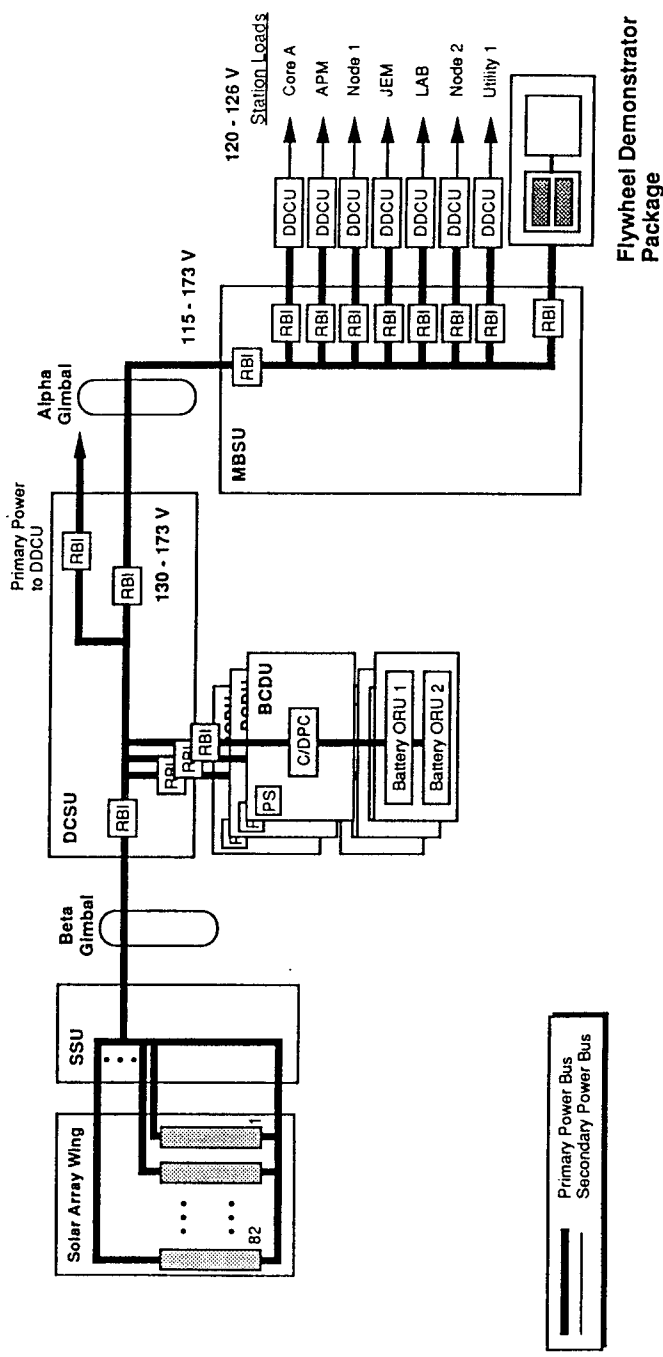 Solar Array Wing
82
1
SSU
Beta
Gimbal
DCSU
RBI
RBI
RBI
RBI
RBI
RBI
130 - 173 V
Primary Power
to DDCU
BCDU
PS
C/DPC
Battery ORU 1
Battery ORU 2
Alpha
Gimbal
115 - 173 V
MBSU
RBI
RBI
RBI
RBI
RBI
RBI
RBI
RBI
RBI
DDCU
DDCU
DDCU
DDCU
DDCU
DDCU
DDCU
120 - 126 V
Station Loads
Core A
APM
Node 1
JEM
LAB
Node 2
Utility 1
Flywheel Demonstrator
Package
Primary Power Bus
Secondary Power Bus